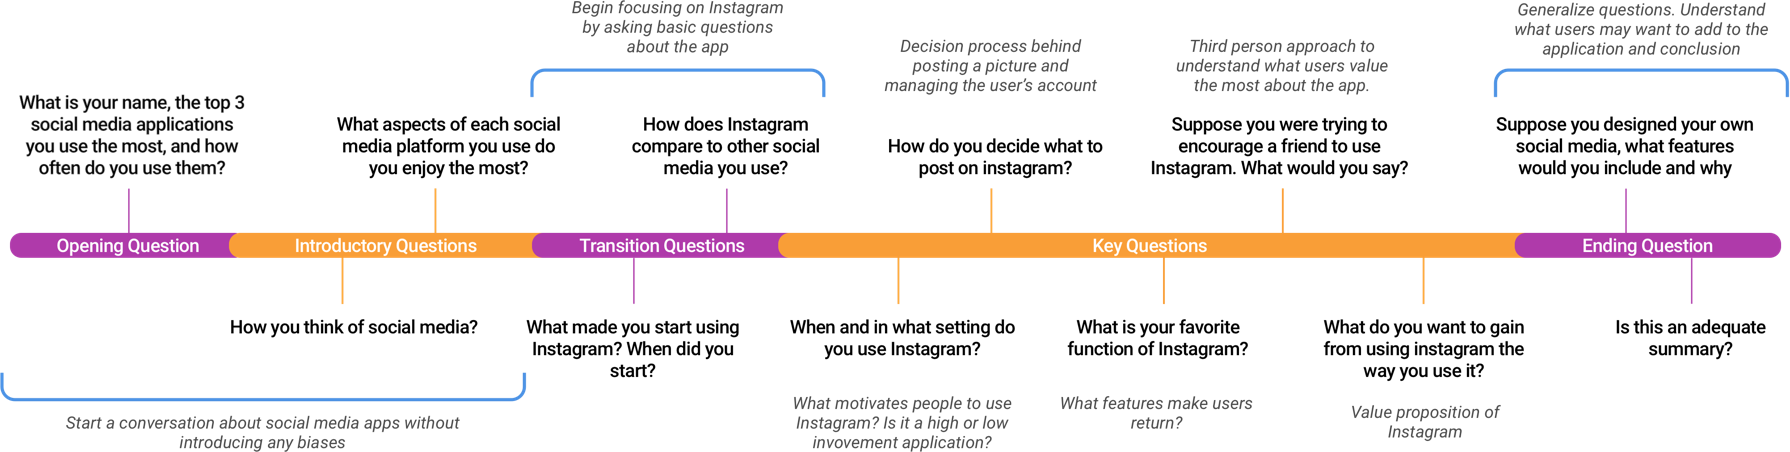 Begin focusing on Instagram
by asking basic questions
about the app
Generalize questions. Understand
what users may want to add to the
application and conclusion
Decision process behind
posting a picture and
managing the user's account
Third person approach to
understand what users value
the most about the app.
What is your name, the top 3
social media applications
you use the most, and how
often do you use them?
What aspects of each social
media platform you use do
you enjoy the most?
How does Instagram
compare to other social
media you use?
How do you decide what to
post on instagram?
Suppose you were trying to
encourage a friend to use
Instagram. What would you say?
Suppose you designed your own
social media, what features
would you include and why
Opening Question
Introductory Questions
Transition Questions
Key Questions
Ending Question
How you think of social media?
What made you start using
Instagram? When did you
start?
When and in what setting do
you use Instagram?
What is your favorite
function of Instagram?
What do you want to gain
from using instagram the
way you use it?
Is this an adequate
summary?
Start a conversation about social media apps without
introducing any biases
What motivates people to use
Instagram? Is it a high or low
invovement application?
What features make users
return?
Value proposition of
Instagram